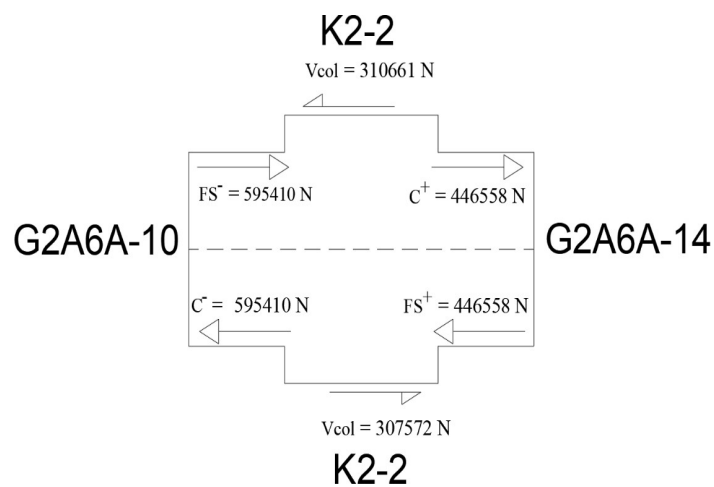 K2-2
Vcol = 310661 N
FS⁻ = 595410 N
C⁺ = 446558 N
G2A6A-10
G2A6A-14
C⁻ = 595410 N
FS⁺ = 446558 N
Vcol = 307572 N
K2-2